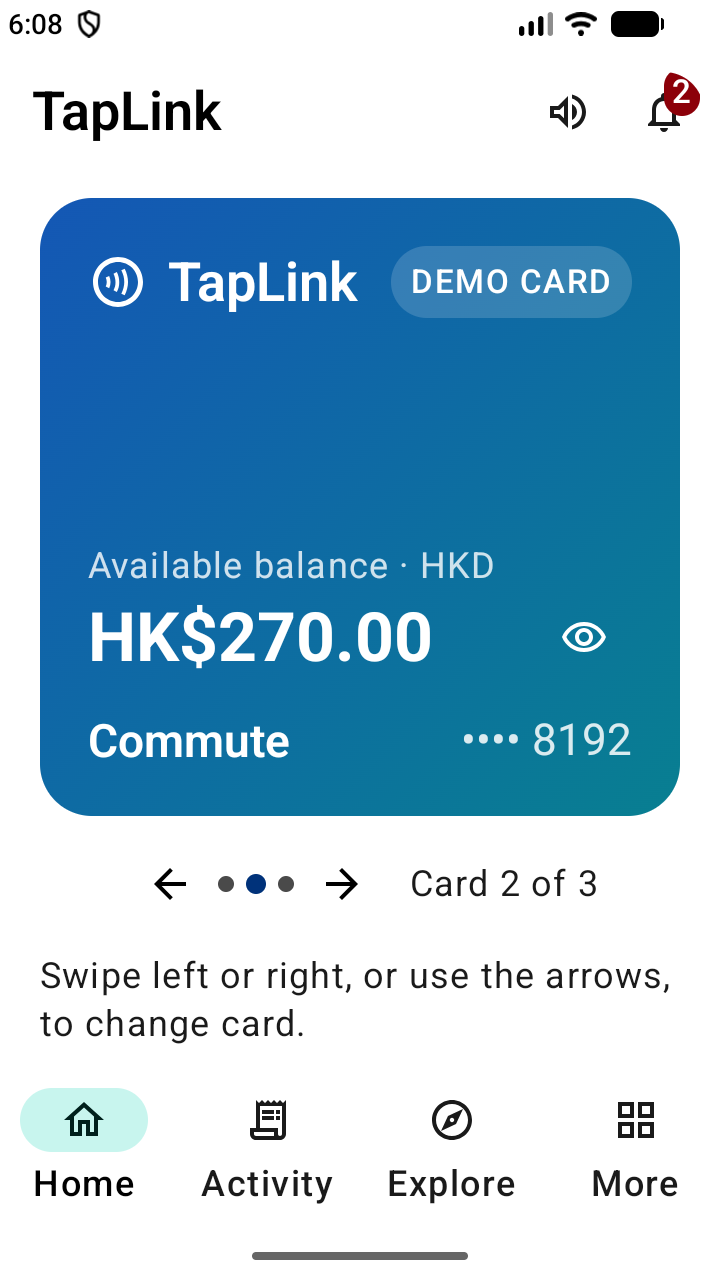 6:08
TapLink
2
TapLink
DEMO CARD
Available balance · HKD
HK$270.00
Commute
•••• 8192
Card 2 of 3
Swipe left or right, or use the arrows,
to change card.
Home
Activity
Explore
More